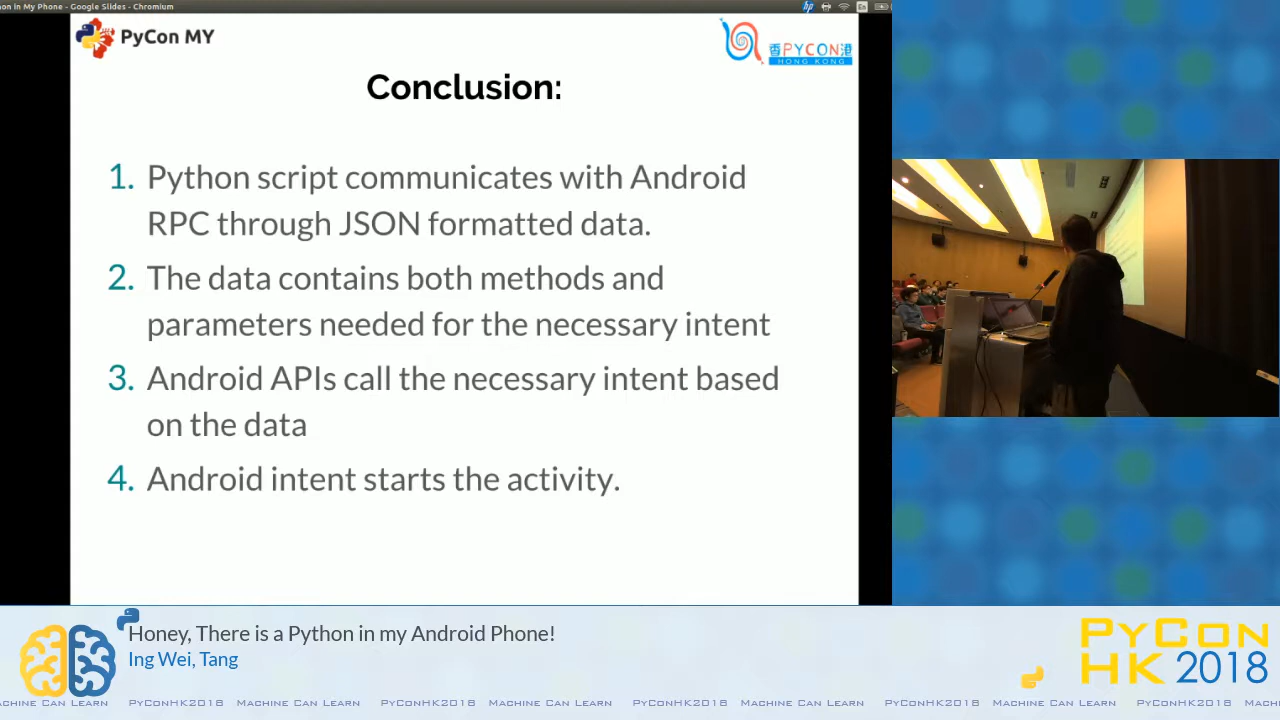 on In My Phone - Google Slides - Chromium
hp
En
PyCon MY
香PYCON港
HONG KONG
Conclusion:
1. Python script communicates with Android
RPC through JSON formatted data.
2. The data contains both methods and
parameters needed for the necessary intent
3. Android APIs call the necessary intent based
on the data
4. Android intent starts the activity.
Honey, There is a Python in my Android Phone!
Ing Wei, Tang
PyCon
HK 2018
achine Can Learn PyConHK2018 Machine Can Learn PyConHK2018 Machine Can Learn PyConHK2018 Machine Can Learn PyConHK2018 Machine Can Learn PyConHK2018 Mach